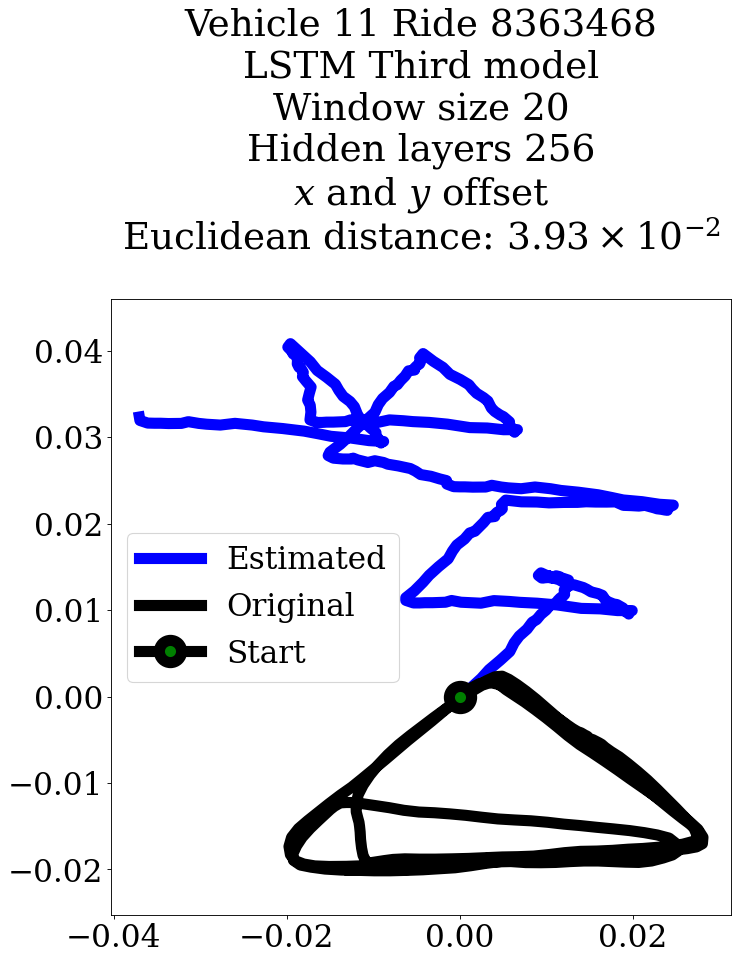 Vehicle 11 Ride 8363468
LSTM Third model
Window size 20
Hidden layers 256
x and y offset
Euclidean distance: 3.93 × 10⁻²
0.04
0.03
0.02
Estimated
0.01
Original
Start
0.00
−0.01
−0.02
−0.04
−0.02
0.00
0.02